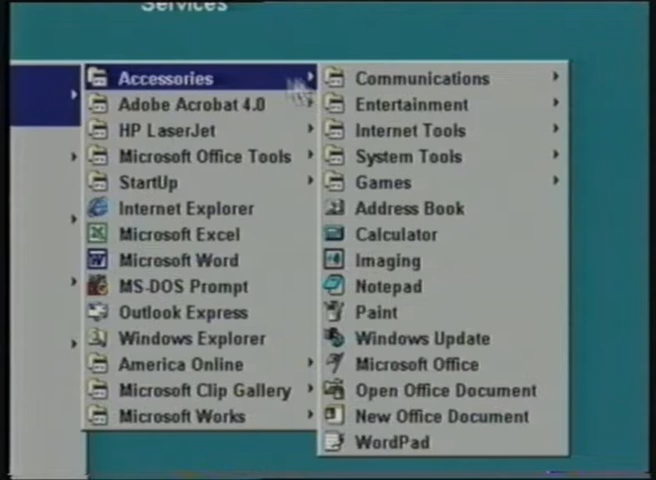 Services
Accessories
Adobe Acrobat 4.0
HP LaserJet
Microsoft Office Tools
StartUp
Internet Explorer
Microsoft Excel
Microsoft Word
MS-DOS Prompt
Outlook Express
Windows Explorer
America Online
Microsoft Clip Gallery
Microsoft Works
Communications
Entertainment
Internet Tools
System Tools
Games
Address Book
Calculator
Imaging
Notepad
Paint
Windows Update
Microsoft Office
Open Office Document
New Office Document
WordPad